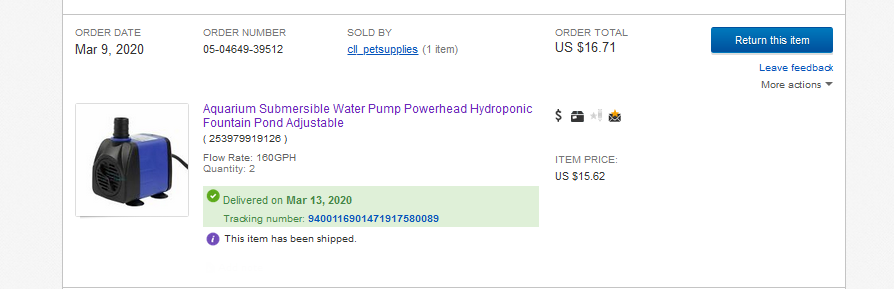 ORDER DATE
Mar 9, 2020
ORDER NUMBER
05-04649-39512
SOLD BY
cll_petsupplies (1 item)
ORDER TOTAL
US $16.71
Return this item
Leave feedback
More actions
Aquarium Submersible Water Pump Powerhead Hydroponic
Fountain Pond Adjustable
( 253979919126 )
Flow Rate: 160GPH
Quantity: 2
Delivered on Mar 13, 2020
Tracking number: 9400116901471917580089
This item has been shipped.
$
ITEM PRICE:
US $15.62